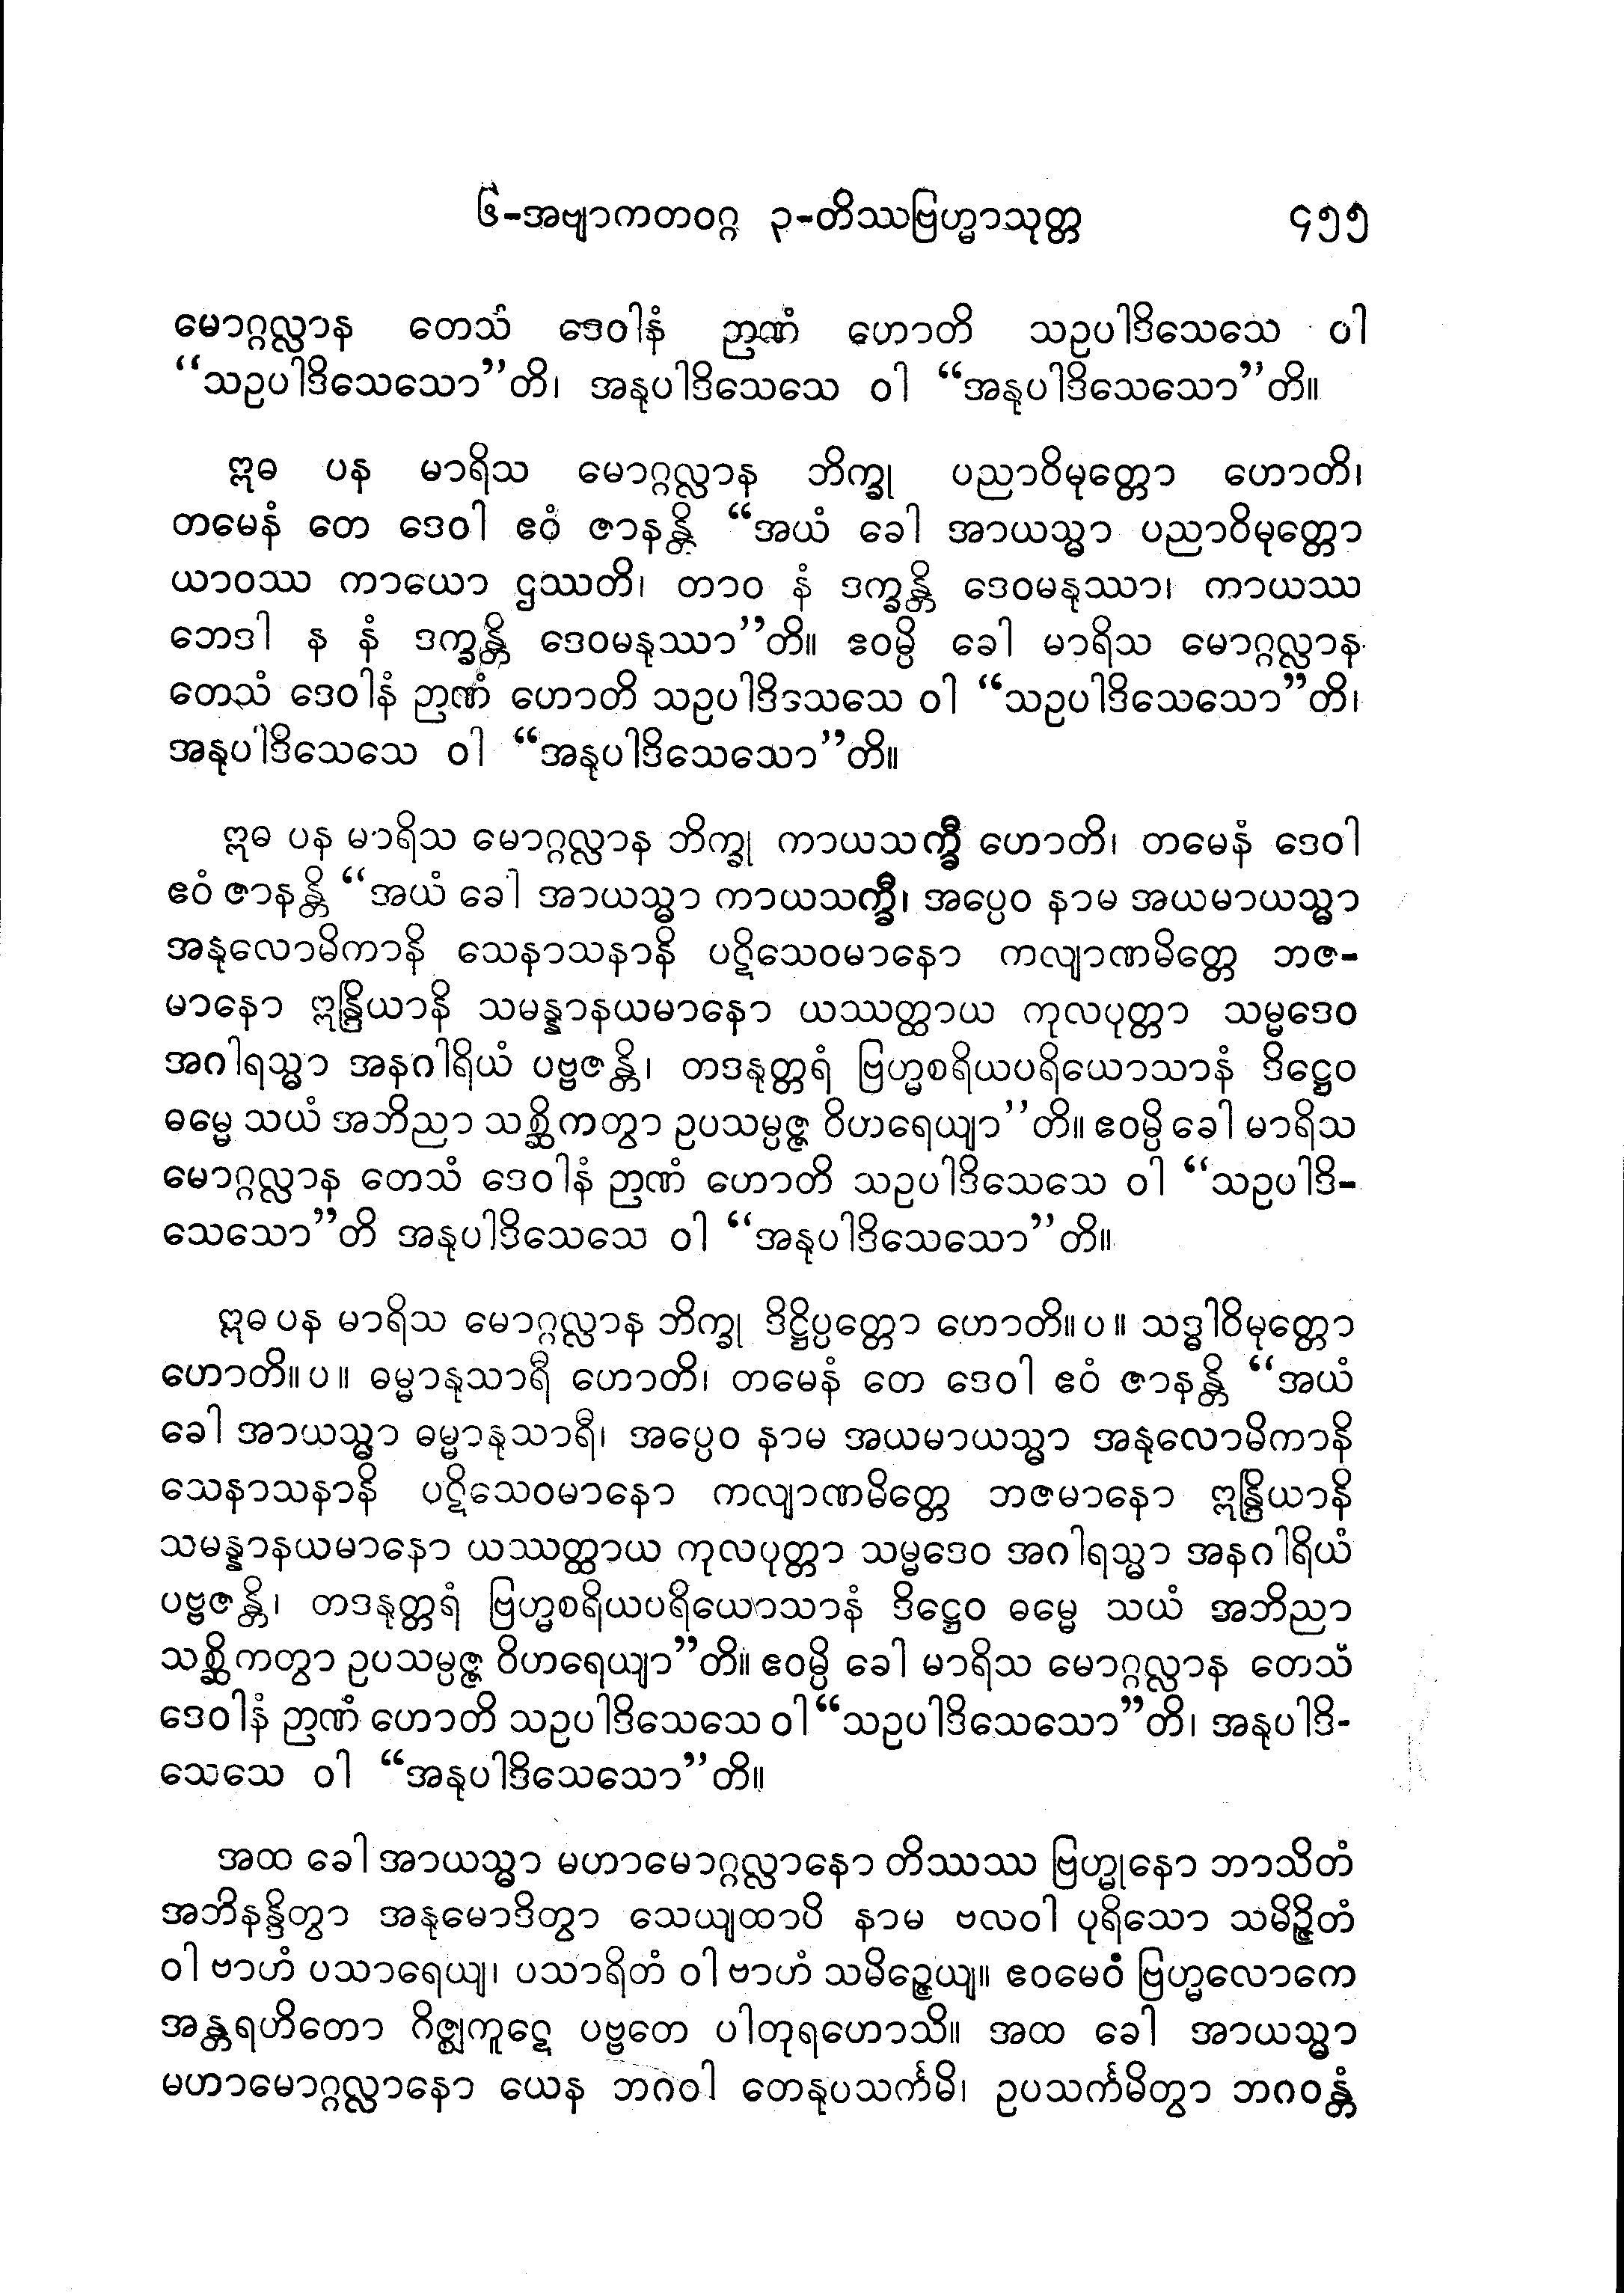 ၆-အဗျာကတဝဂ္ဂ ၃-တိဿဗြဟ္မာသုတ္တ ၄၅၅
မောဂ္ဂလ္လာန တေသံ ဒေဝါနံ ဉာဏံ ဟောတိ သဥပါဒိသေသေ ဝါ
“သဥပါဒိသေသော”တိ၊ အနုပါဒိသေသေ ဝါ “အနုပါဒိသေသော”တိ။
ဣဓ ပန မာရိသ မောဂ္ဂလ္လာန ဘိက္ခု ပညာဝိမုတ္တော ဟောတိ၊
တမေနံ တေ ဒေဝါ ဧဝံ ဇာနန္တိ “အယံ ခေါ အာယသ္မာ ပညာဝိမုတ္တော
ယာဝဿ ကာယော ဌဿတိ၊ တာဝ နံ ဒက္ခန္တိ ဒေဝမနုဿာ၊ ကာယဿ
ဘေဒါ န နံ ဒက္ခန္တိ ဒေဝမနုဿာ”တိ။ ဧဝမ္ပိ ခေါ မာရိသ မောဂ္ဂလ္လာန
တေသံ ဒေဝါနံ ဉာဏံ ဟောတိ သဥပါဒိသေသေ ဝါ “သဥပါဒိသေသော”တိ၊
အနုပါဒိသေသေ ဝါ “အနုပါဒိသေသော”တိ။
ဣဓ ပန မာရိသ မောဂ္ဂလ္လာန ဘိက္ခု ကာယသက္ခီ ဟောတိ၊ တမေနံ ဒေဝါ
ဧဝံ ဇာနန္တိ “အယံ ခေါ အာယသ္မာ ကာယသက္ခီ၊ အပ္ပေဝ နာမ အယမာယသ္မာ
အနုလောမိကာနိ သေနာသနာနိ ပဋိသေဝမာနော ကလျာဏမိတ္တေ ဘဇ-
မာနော ဣန္ဒြိယာနိ သမန္နာနယမာနော ယဿတ္ထာယ ကုလပုတ္တာ သမ္မဒေဝ
အဂါရသ္မာ အနဂါရိယံ ပဗ္ဗဇန္တိ၊ တဒနုတ္တရံ ဗြဟ္မစရိယပရိယောသာနံ ဒိဋ္ဌေဝ
ဓမ္မေ သယံ အဘိညာ သစ္ဆိကတွာ ဥပသမ္ပဇ္ဇ ဝိဟရေယျာ”တိ။ ဧဝမ္ပိ ခေါ မာရိသ
မောဂ္ဂလ္လာန တေသံ ဒေဝါနံ ဉာဏံ ဟောတိ သဥပါဒိသေသေ ဝါ “သဥပါဒိ-
သေသော”တိ အနုပါဒိသေသေ ဝါ “အနုပါဒိသေသော”တိ။
ဣဓ ပန မာရိသ မောဂ္ဂလ္လာန ဘိက္ခု ဒိဋ္ဌိပ္ပတ္တော ဟောတိ။ ပ ။ သဒ္ဓါဝိမုတ္တော
ဟောတိ။ ပ ။ ဓမ္မာနုသာရီ ဟောတိ၊ တမေနံ တေ ဒေဝါ ဧဝံ ဇာနန္တိ “အယံ
ခေါ အာယသ္မာ ဓမ္မာနုသာရီ၊ အပ္ပေဝ နာမ အယမာယသ္မာ အနုလောမိကာနိ
သေနာသနာနိ ပဋိသေဝမာနော ကလျာဏမိတ္တေ ဘဇမာနော ဣန္ဒြိယာနိ
သမန္နာနယမာနော ယဿတ္ထာယ ကုလပုတ္တာ သမ္မဒေဝ အဂါရသ္မာ အနဂါရိယံ
ပဗ္ဗဇန္တိ၊ တဒနုတ္တရံ ဗြဟ္မစရိယပရိယောသာနံ ဒိဋ္ဌေဝ ဓမ္မေ သယံ အဘိညာ
သစ္ဆိကတွာ ဥပသမ္ပဇ္ဇ ဝိဟရေယျာ”တိ။ ဧဝမ္ပိ ခေါ မာရိသ မောဂ္ဂလ္လာန တေသံ
ဒေဝါနံ ဉာဏံ ဟောတိ သဥပါဒိသေသေ ဝါ “သဥပါဒိသေသော”တိ၊ အနုပါဒိ-
သေသေ ဝါ “အနုပါဒိသေသော”တိ။
အထ ခေါ အာယသ္မာ မဟာမောဂ္ဂလ္လာနော တိဿဿ ဗြဟ္မုနော ဘာသိတံ
အဘိနန္ဒိတွာ အနုမောဒိတွာ သေယျထာပိ နာမ ဗလဝါ ပုရိသော သမိဉ္ဇိတံ
ဝါ ဗာဟံ ပသာရေယျ၊ ပသာရိတံ ဝါ ဗာဟံ သမိဉ္ဇေယျ။ ဧဝမေဝံ ဗြဟ္မလောကေ
အန္တရဟိတော ဂိဇ္ဈကူဋေ ပဗ္ဗတေ ပါတုရဟောသိ။ အထ ခေါ အာယသ္မာ
မဟာမောဂ္ဂလ္လာနော ယေန ဘဂဝါ တေနုပသင်္ကမိ၊ ဥပသင်္ကမိတွာ ဘဂဝန္တံ